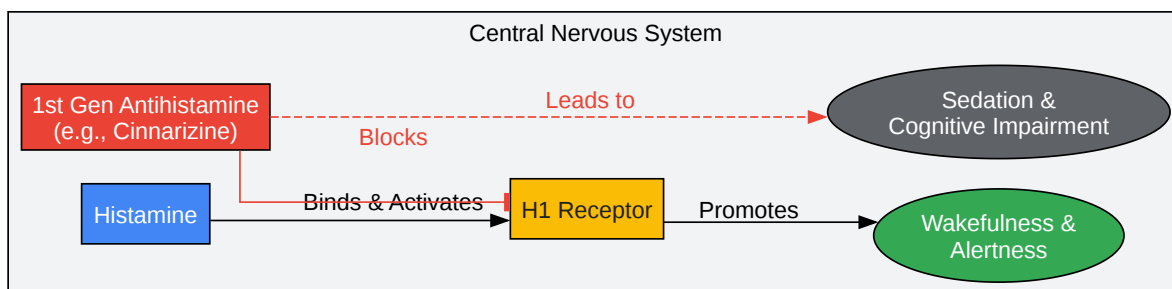 Central Nervous System
1st Gen Antihistamine
(e.g., Cinnarizine)
Leads to
Blocks
Sedation &
Cognitive Impairment
Histamine
Binds & Activates
H1 Receptor
Promotes
Wakefulness &
Alertness